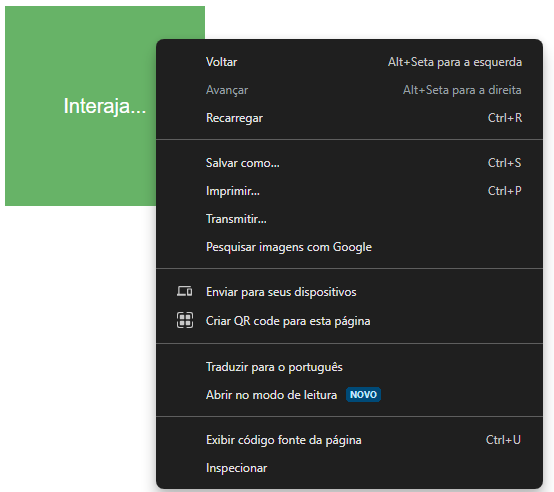 Interaja...
Voltar Alt+Seta para a esquerda
Avançar Alt+Seta para a direita
Recarregar Ctrl+R
Salvar como... Ctrl+S
Imprimir... Ctrl+P
Transmitir...
Pesquisar imagens com Google
Enviar para seus dispositivos
Criar QR code para esta página
Traduzir para o português
Abrir no modo de leitura NOVO
Exibir código fonte da página Ctrl+U
Inspecionar